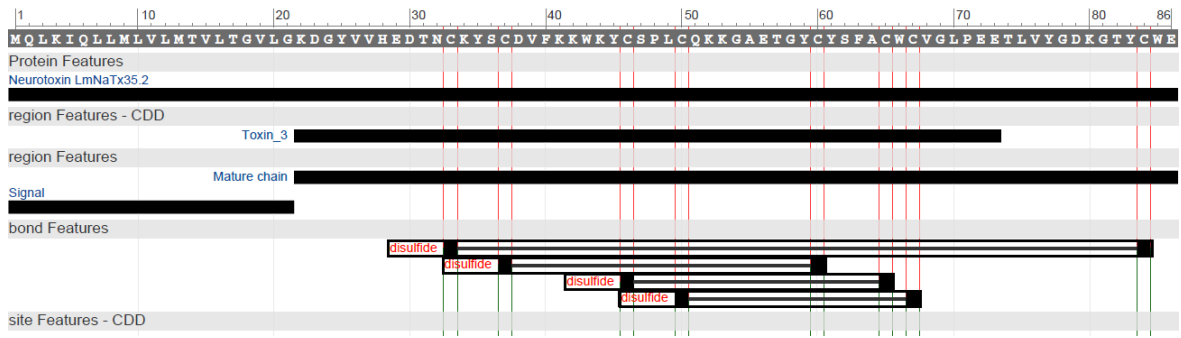 1 10 20 30 40 50 60 70 80 86
MQLKIQLLMLVLMTVLTGVLGKDGYVVHEDTNCKYSCDVFKKWKYCSPLCQKKGAETGYCYSFACWCVGLPEETLVYGDKGTYCWE
Protein Features
Neurotoxin LmNaTx35.2
region Features - CDD
Toxin_3
region Features
Mature chain
Signal
bond Features
disulfide
disulfide
disulfide
disulfide
site Features - CDD